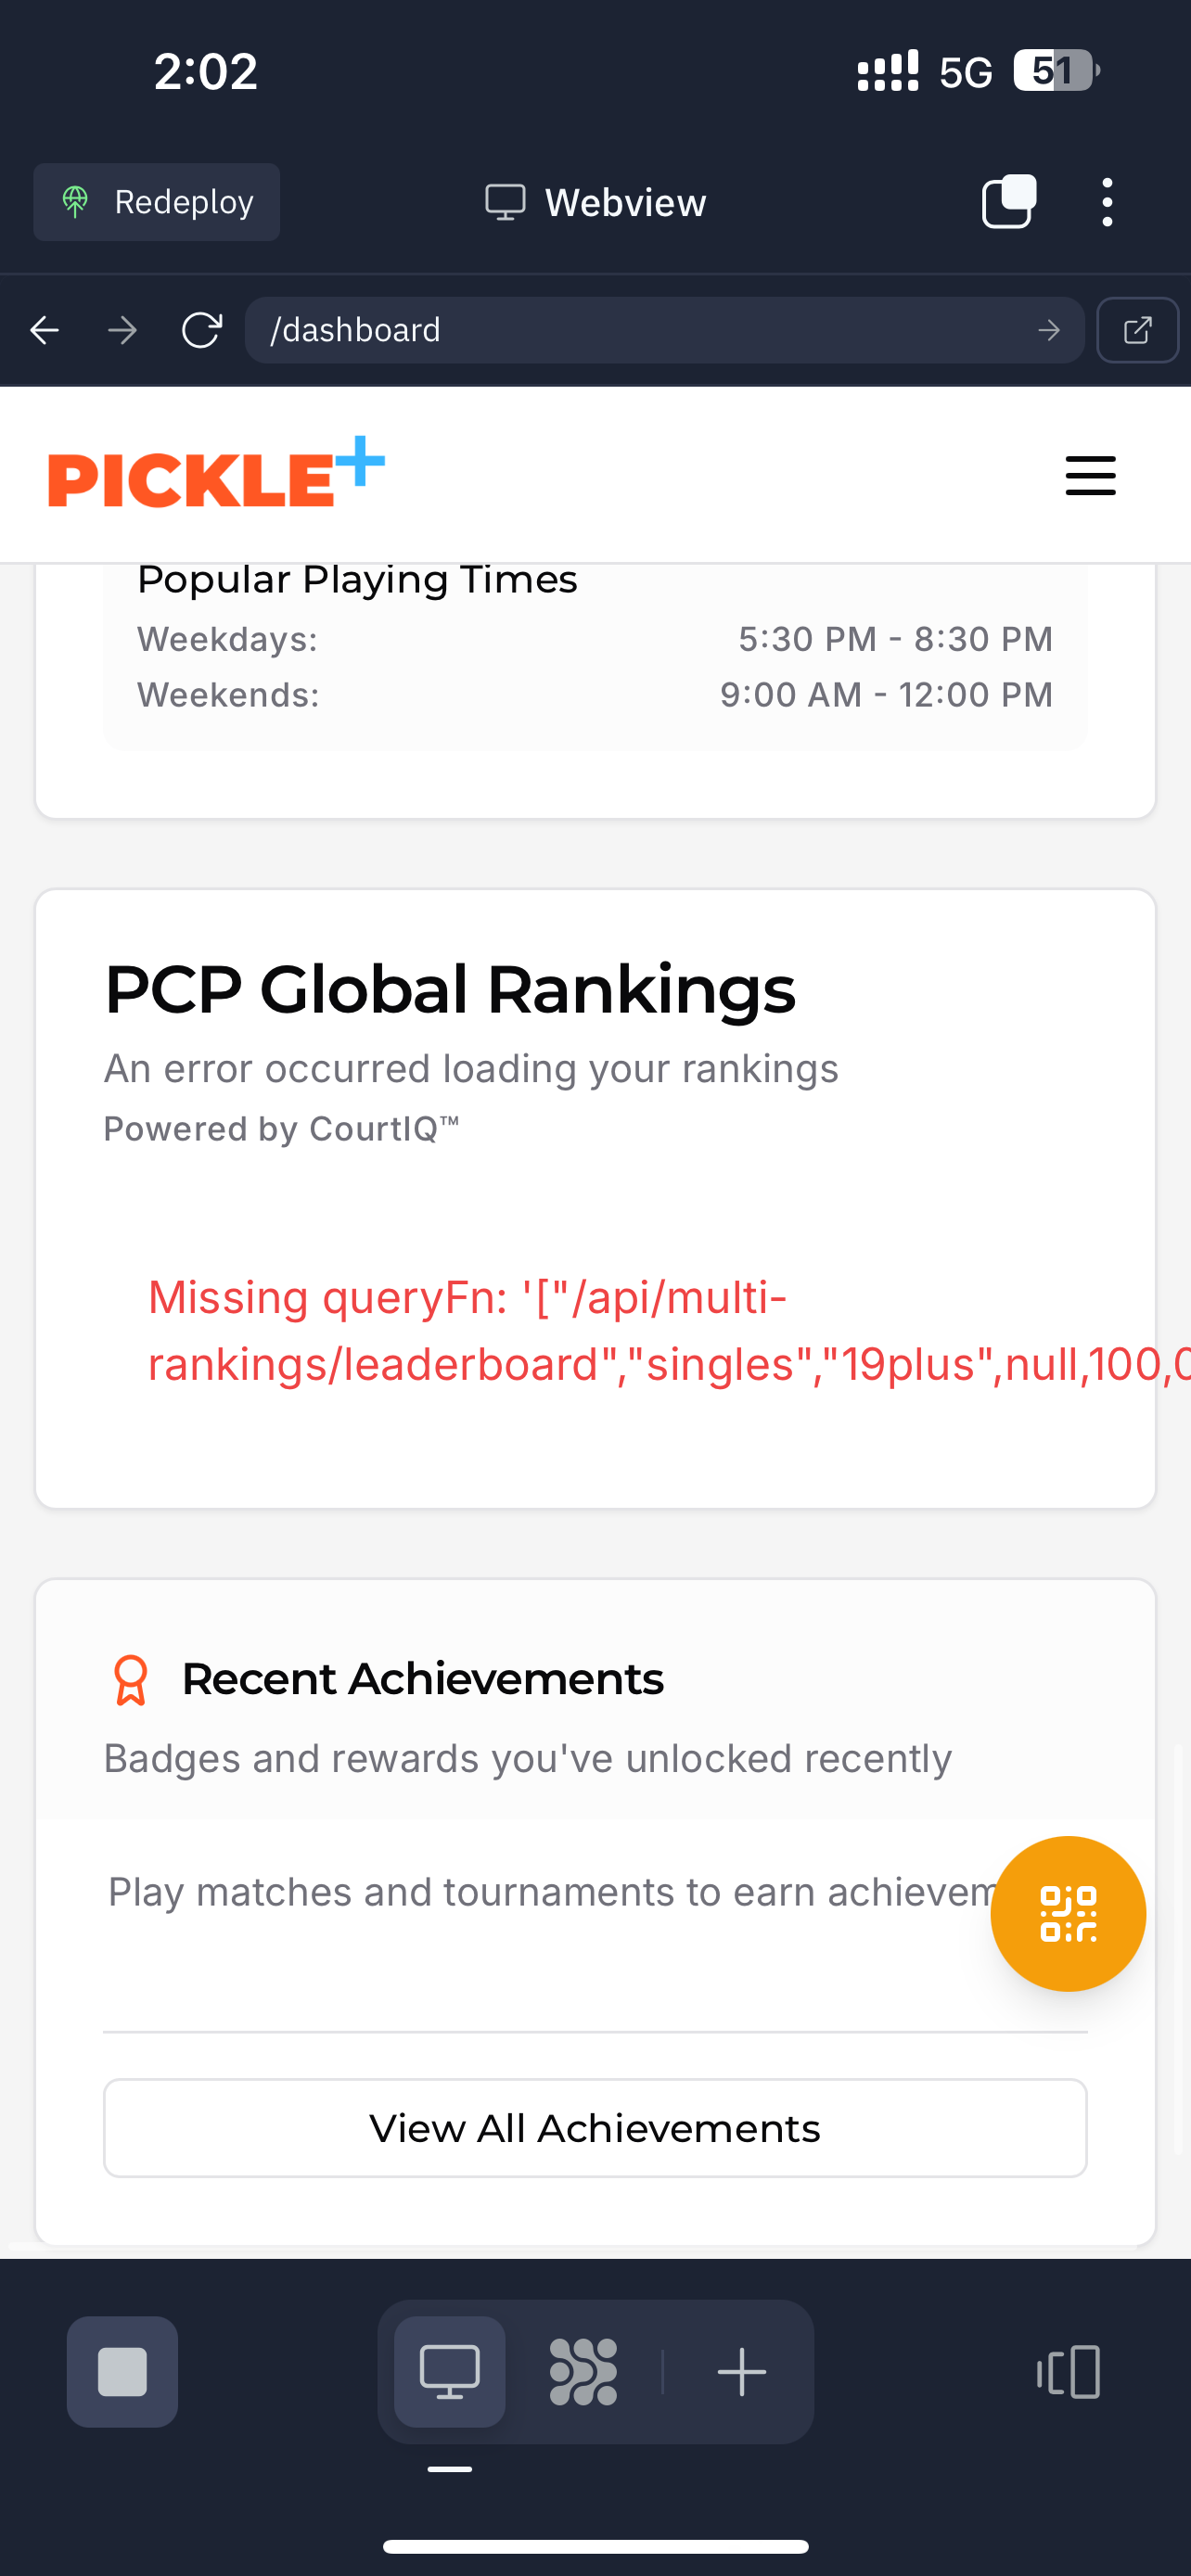 2:02
5G
51
Redeploy
Webview
/dashboard
PICKLE+
Popular Playing Times
Weekdays:
5:30 PM - 8:30 PM
Weekends:
9:00 AM - 12:00 PM
PCP Global Rankings
An error occurred loading your rankings
Powered by CourtIQ™
Missing queryFn: '["/api/multi-
rankings/leaderboard","singles","19plus",null,100,0
Recent Achievements
Badges and rewards you've unlocked recently
Play matches and tournaments to earn achievem
View All Achievements